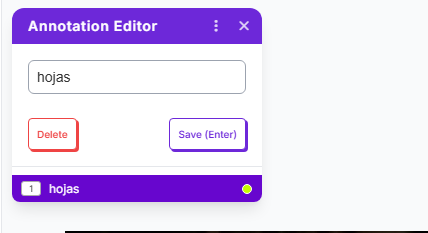 Annotation Editor
hojas
Delete
Save (Enter)
1
hojas